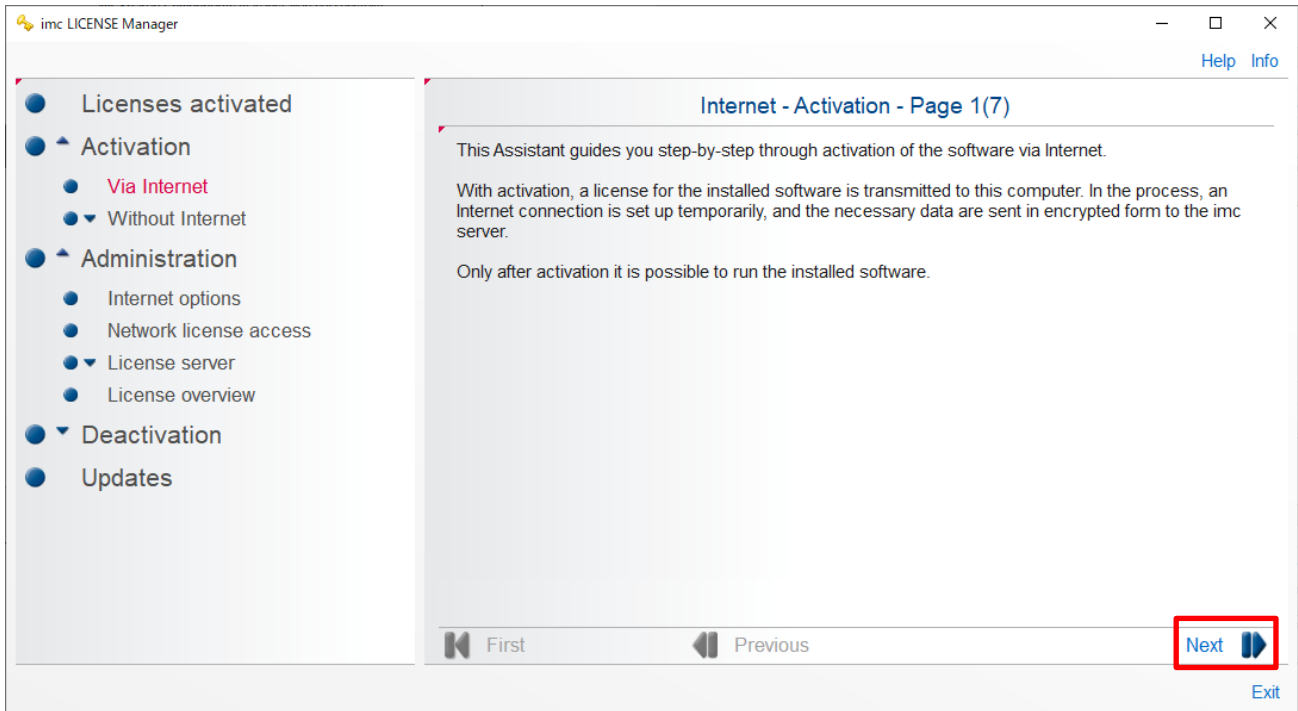 imc LICENSE Manager
Help Info
Licenses activated
Activation
Via Internet
Without Internet
Administration
Internet options
Network license access
License server
License overview
Deactivation
Updates
Internet - Activation - Page 1(7)
This Assistant guides you step-by-step through activation of the software via Internet.
With activation, a license for the installed software is transmitted to this computer. In the process, an
Internet connection is set up temporarily, and the necessary data are sent in encrypted form to the imc
server.
Only after activation it is possible to run the installed software.
First Previous Next
Exit